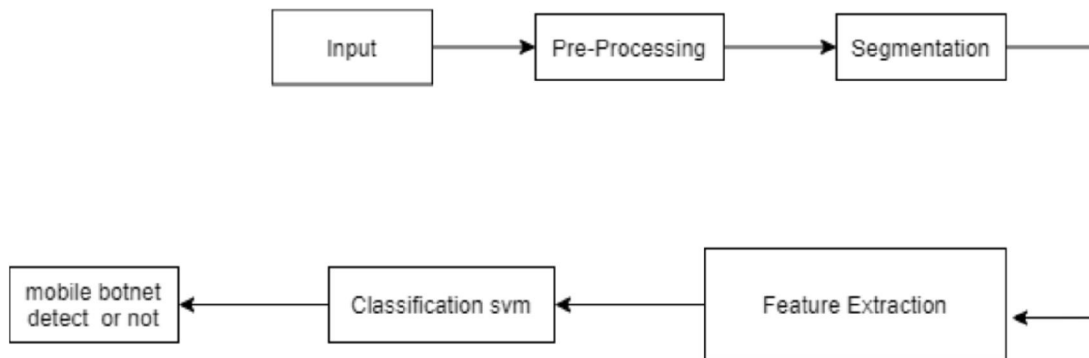 Input
Pre-Processing
Segmentation
Feature Extraction
Classification svm
mobile botnet
detect or not